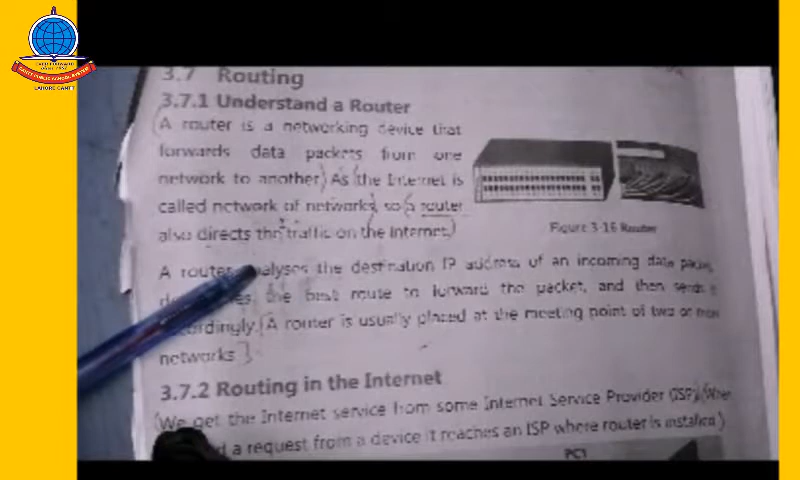 3.7 Routing
3.7.1 Understand a Router
A router is a networking device that
forwards data packets from one
network to another. As the Internet is
called network of networks, so a router
also directs the traffic on the Internet.
Figure 3-16 Router
A router analyses the destination IP address of an incoming data packet,
the best route to forward the packet, and then sends it
accordingly. A router is usually placed at the meeting point of two or more
networks.
3.7.2 Routing in the Internet
We get the Internet service from some Internet Service Provider (ISP). When
a request from a device it reaches an ISP where router is installed.
PC1
LAHORE CANTT